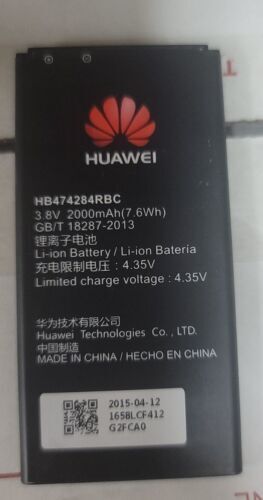 HUAWEI
HB474284RBC
3.8V 2000mAh(7.6Wh)
GB/T 18287-2013
锂离子电池
Li-ion Battery / Li-ion Batería
充电限制电压：4.35V
Limited charge voltage : 4.35V
华为技术有限公司
Huawei Technologies Co., LTD.
中国制造
MADE IN CHINA / HECHO EN CHINA
2015-04-12
165BLCF412
G2FCA0